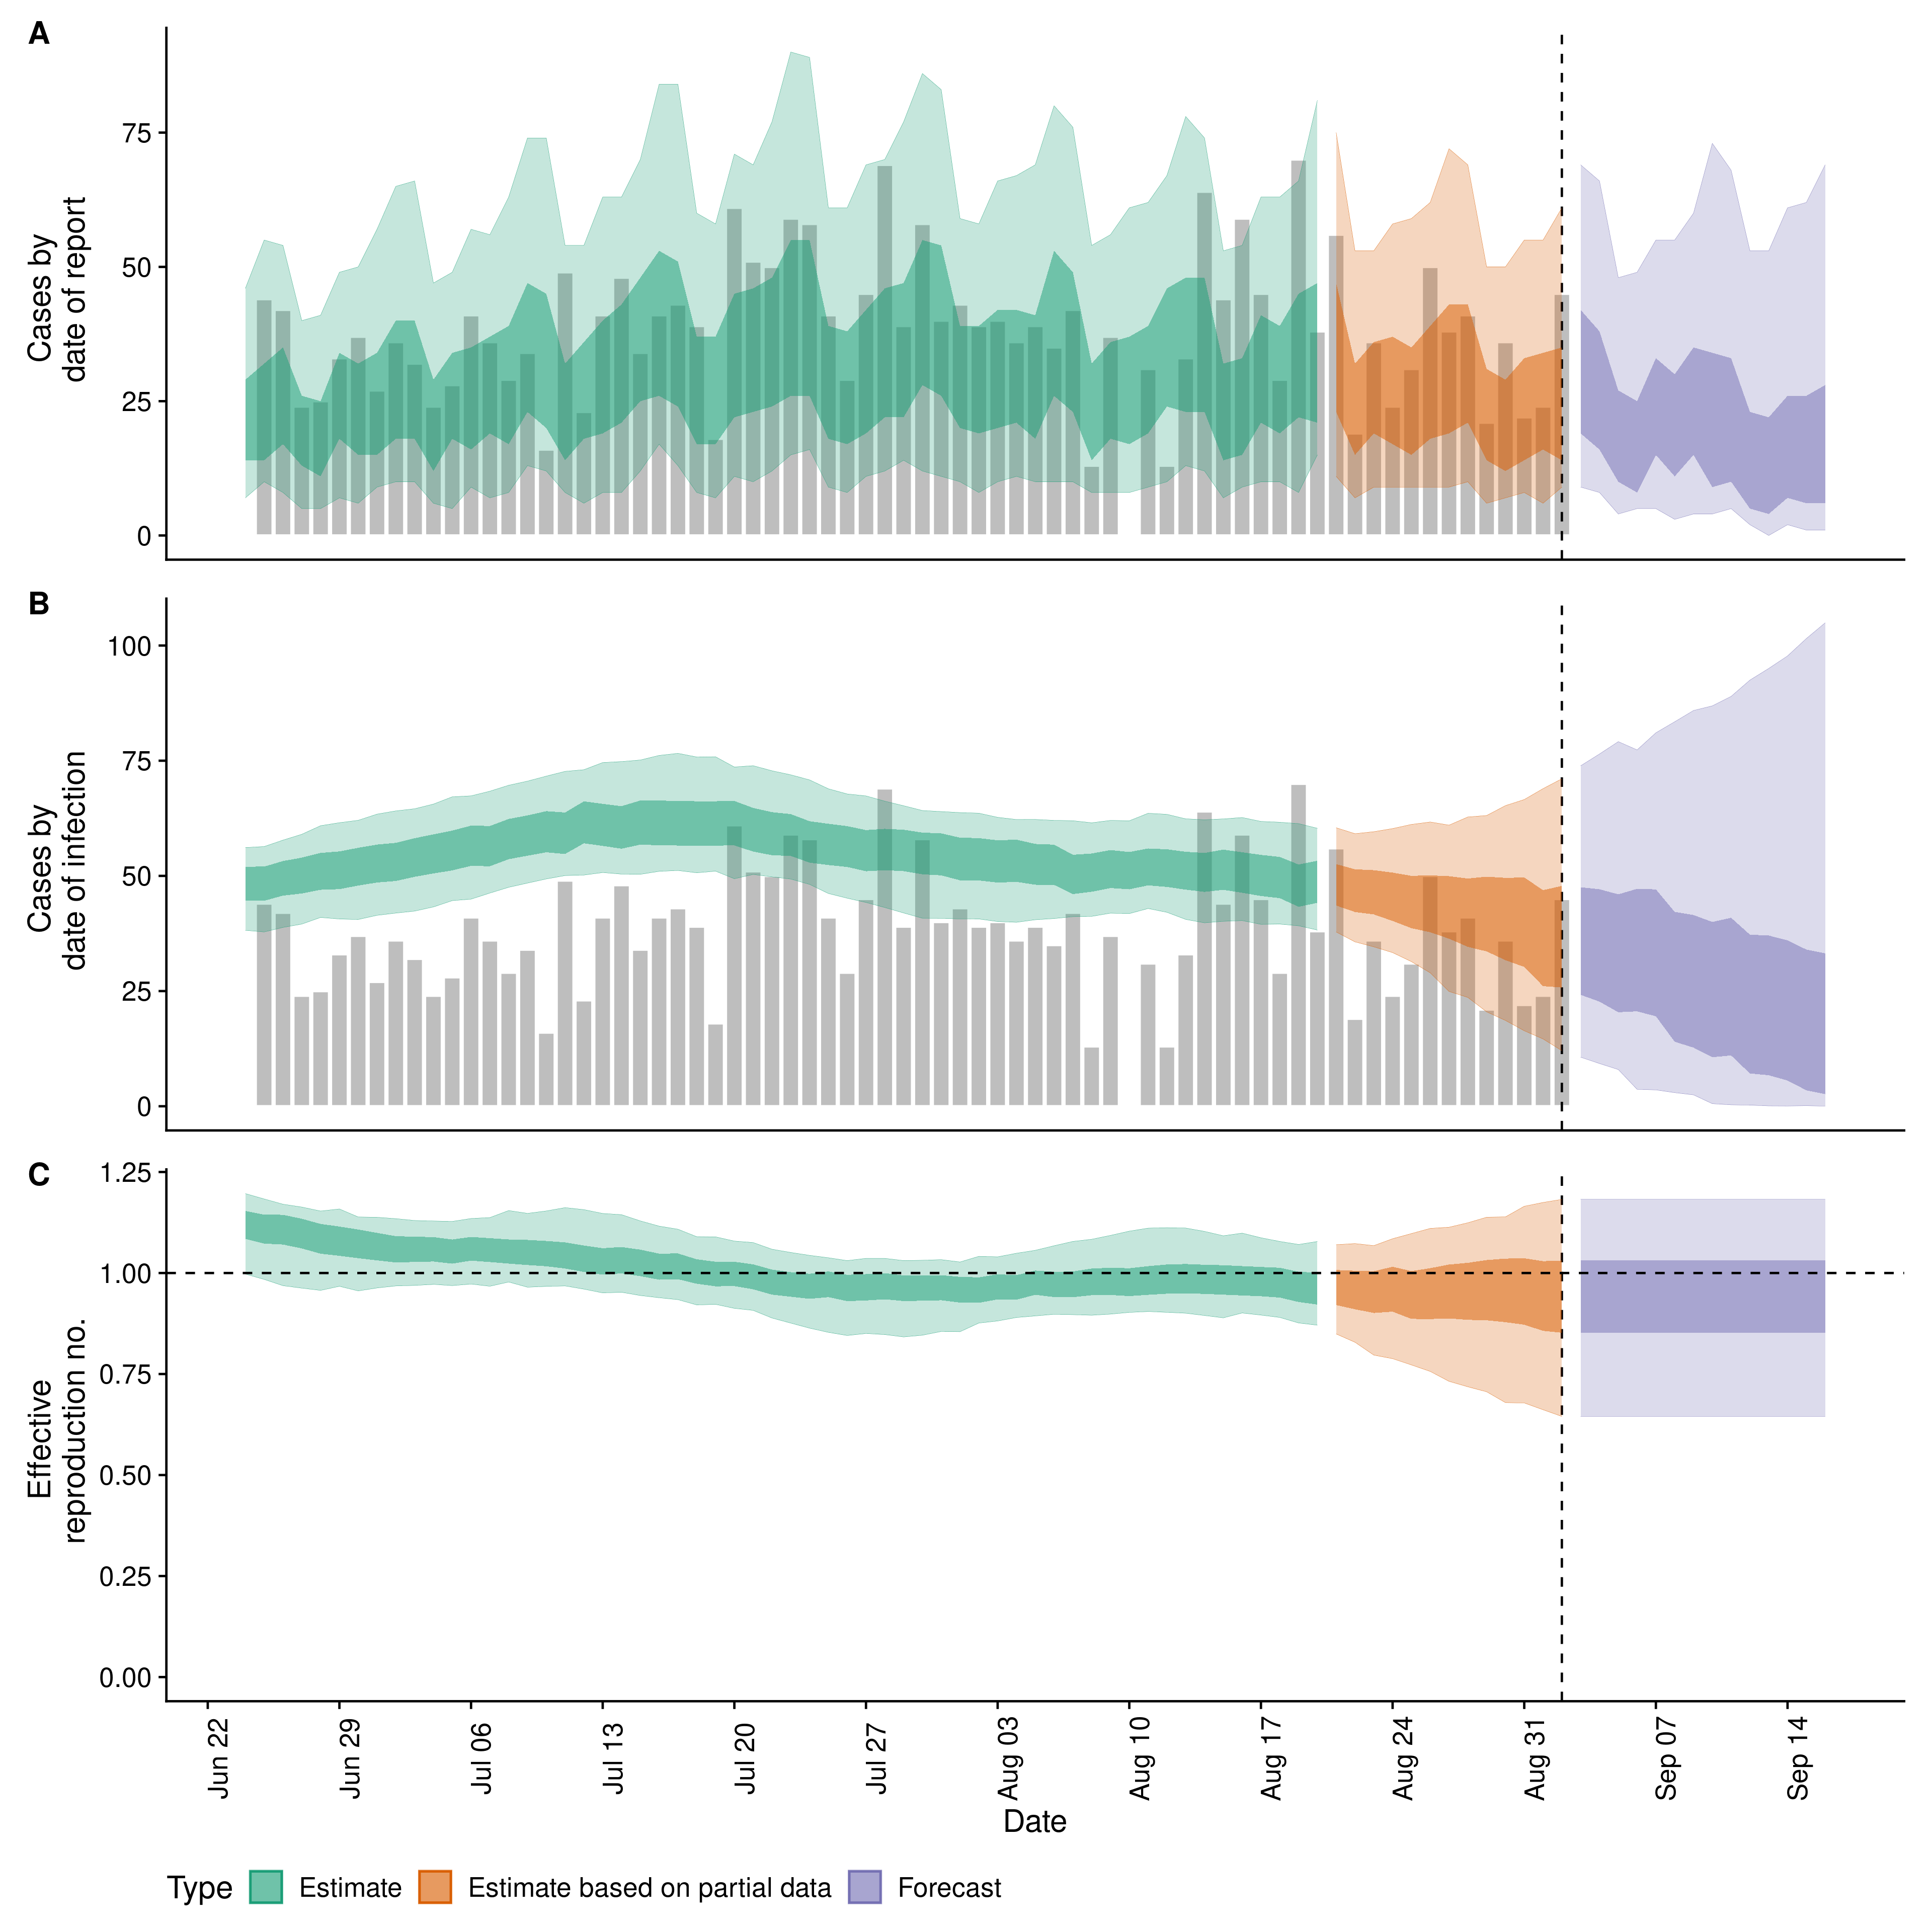 A
Cases by
date of report
75
50
25
0
B
Cases by
date of infection
100
75
50
25
0
C
Effective
reproduction no.
1.25
1.00
0.75
0.50
0.25
0.00
Jun 22
Jun 29
Jul 06
Jul 13
Jul 20
Jul 27
Aug 03
Aug 10
Aug 17
Aug 24
Aug 31
Sep 07
Sep 14
Date
Type Estimate Estimate based on partial data Forecast